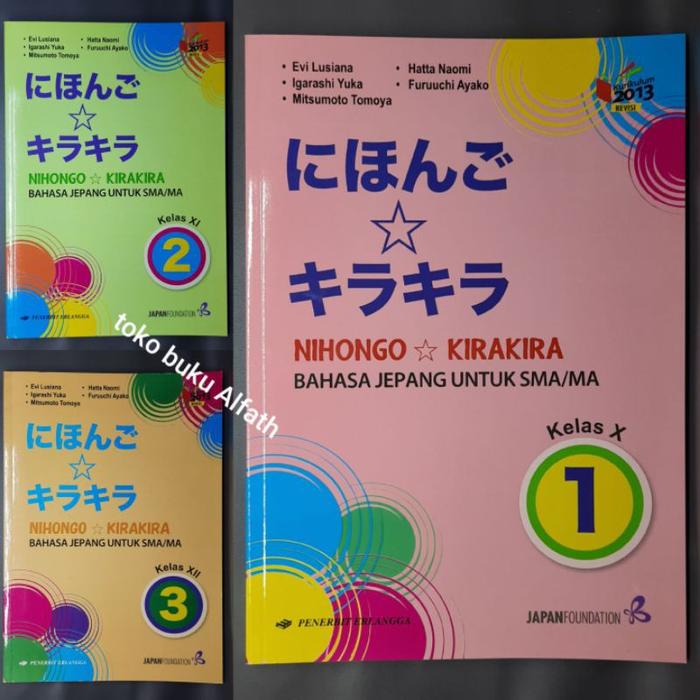 • Evi Lusiana • Hatta Naomi
• Igarashi Yuka • Furuuchi Ayako
• Mitsumoto Tomoya
Kurikulum
2013
REVISI
にほんご
☆
キラキラ
NIHONGO ☆ KIRAKIRA
BAHASA JEPANG UNTUK SMA/MA
Kelas XI
2
PENERBIT ERLANGGA
JAPANFOUNDATION
• Evi Lusiana • Hatta Naomi
• Igarashi Yuka • Furuuchi Ayako
• Mitsumoto Tomoya
2013
にほんご
☆
キラキラ
NIHONGO ☆ KIRAKIRA
BAHASA JEPANG UNTUK SMA/MA
Kelas XII
3
PENERBIT ERLANGGA
JAPANFOUNDATION
• Evi Lusiana • Hatta Naomi
• Igarashi Yuka • Furuuchi Ayako
• Mitsumoto Tomoya
Kurikulum
2013
REVISI
にほんご
☆
キラキラ
NIHONGO ☆ KIRAKIRA
BAHASA JEPANG UNTUK SMA/MA
Kelas X
1
PENERBIT ERLANGGA
JAPANFOUNDATION
toko buku Alfath